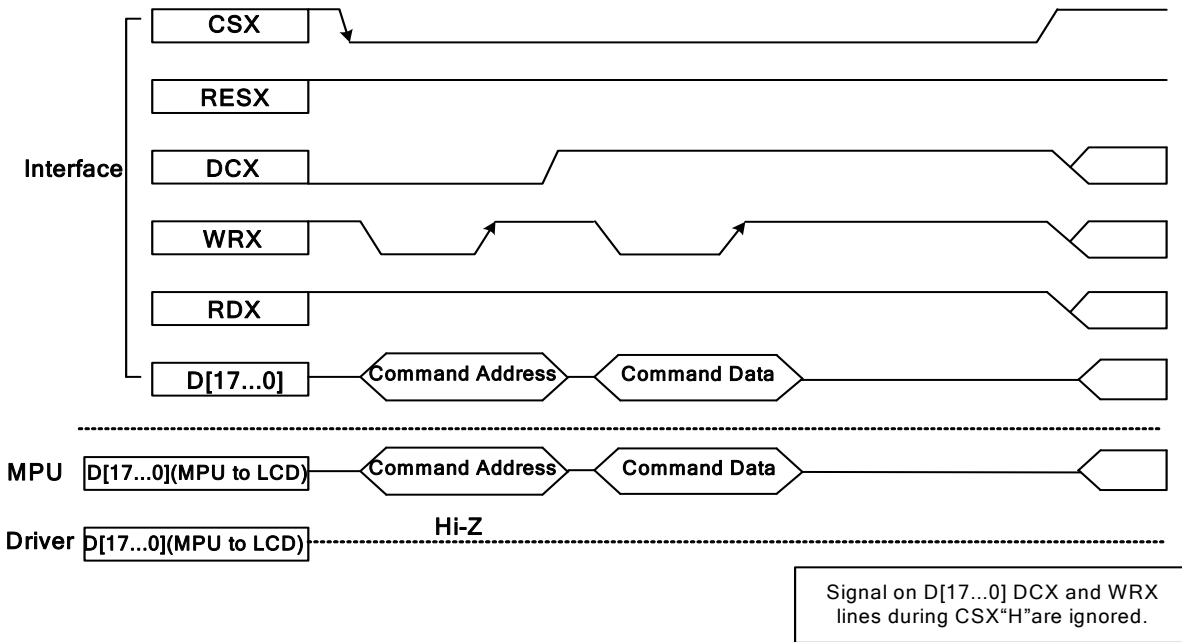 CSX
RESX
Interface
DCX
WRX
RDX
D[17...0]
Command Address
Command Data
MPU
D[17...0](MPU to LCD)
Command Address
Command Data
Driver
D[17...0](MPU to LCD)
Hi-Z
Signal on D[17...0] DCX and WRX
lines during CSX“H”are ignored.